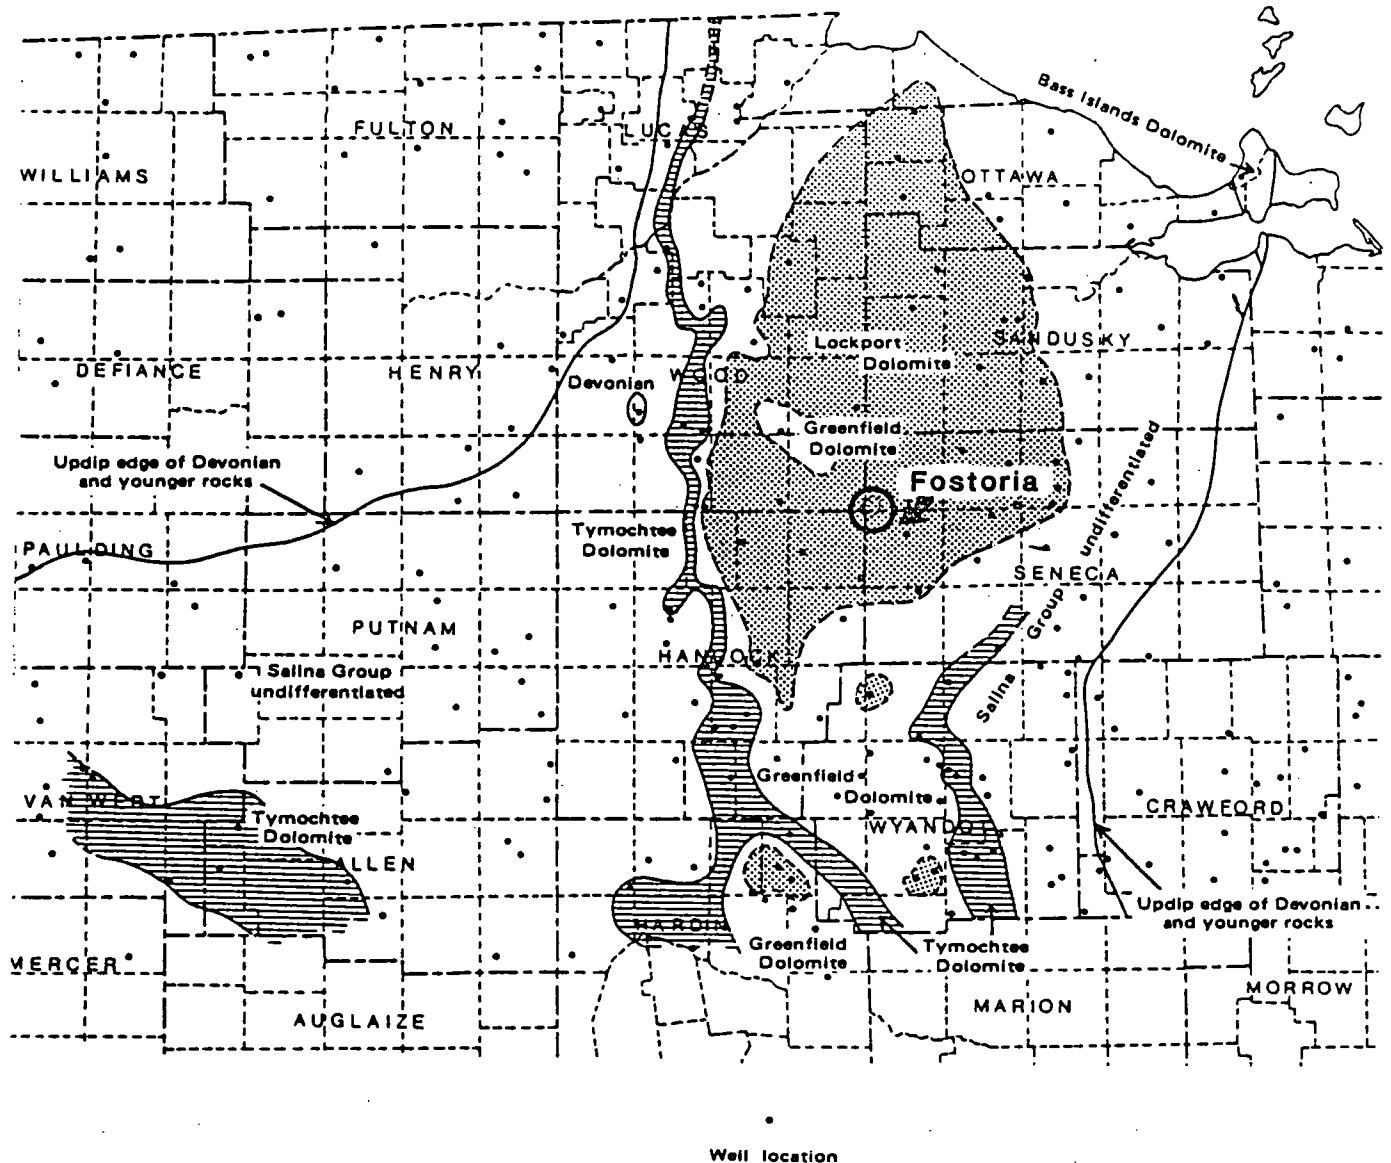 Bass Islands Dolomite
FULTON
LUCAS
WILLIAMS
OTTAWA
Lockport
Dolomite
SANDUSKY
DEFIANCE
HENRY
Devonian
WOOD
Greenfield
Dolomite
Updip edge of Devonian
and younger rocks
Fostoria
Tymochtee
Dolomite
PAULDING
SENECA
Salina Group undifferentiated
PUTNAM
HANCOCK
Salina Group
undifferentiated
Greenfield
Dolomite
VAN WERT
Tymochtee
Dolomite
CRAWFORD
WYANDOT
ALLEN
Updip edge of Devonian
and younger rocks
HARDIN
Greenfield
Dolomite
Tymochtee
Dolomite
MERCER
MORROW
MARION
AUGLAIZE
Well location